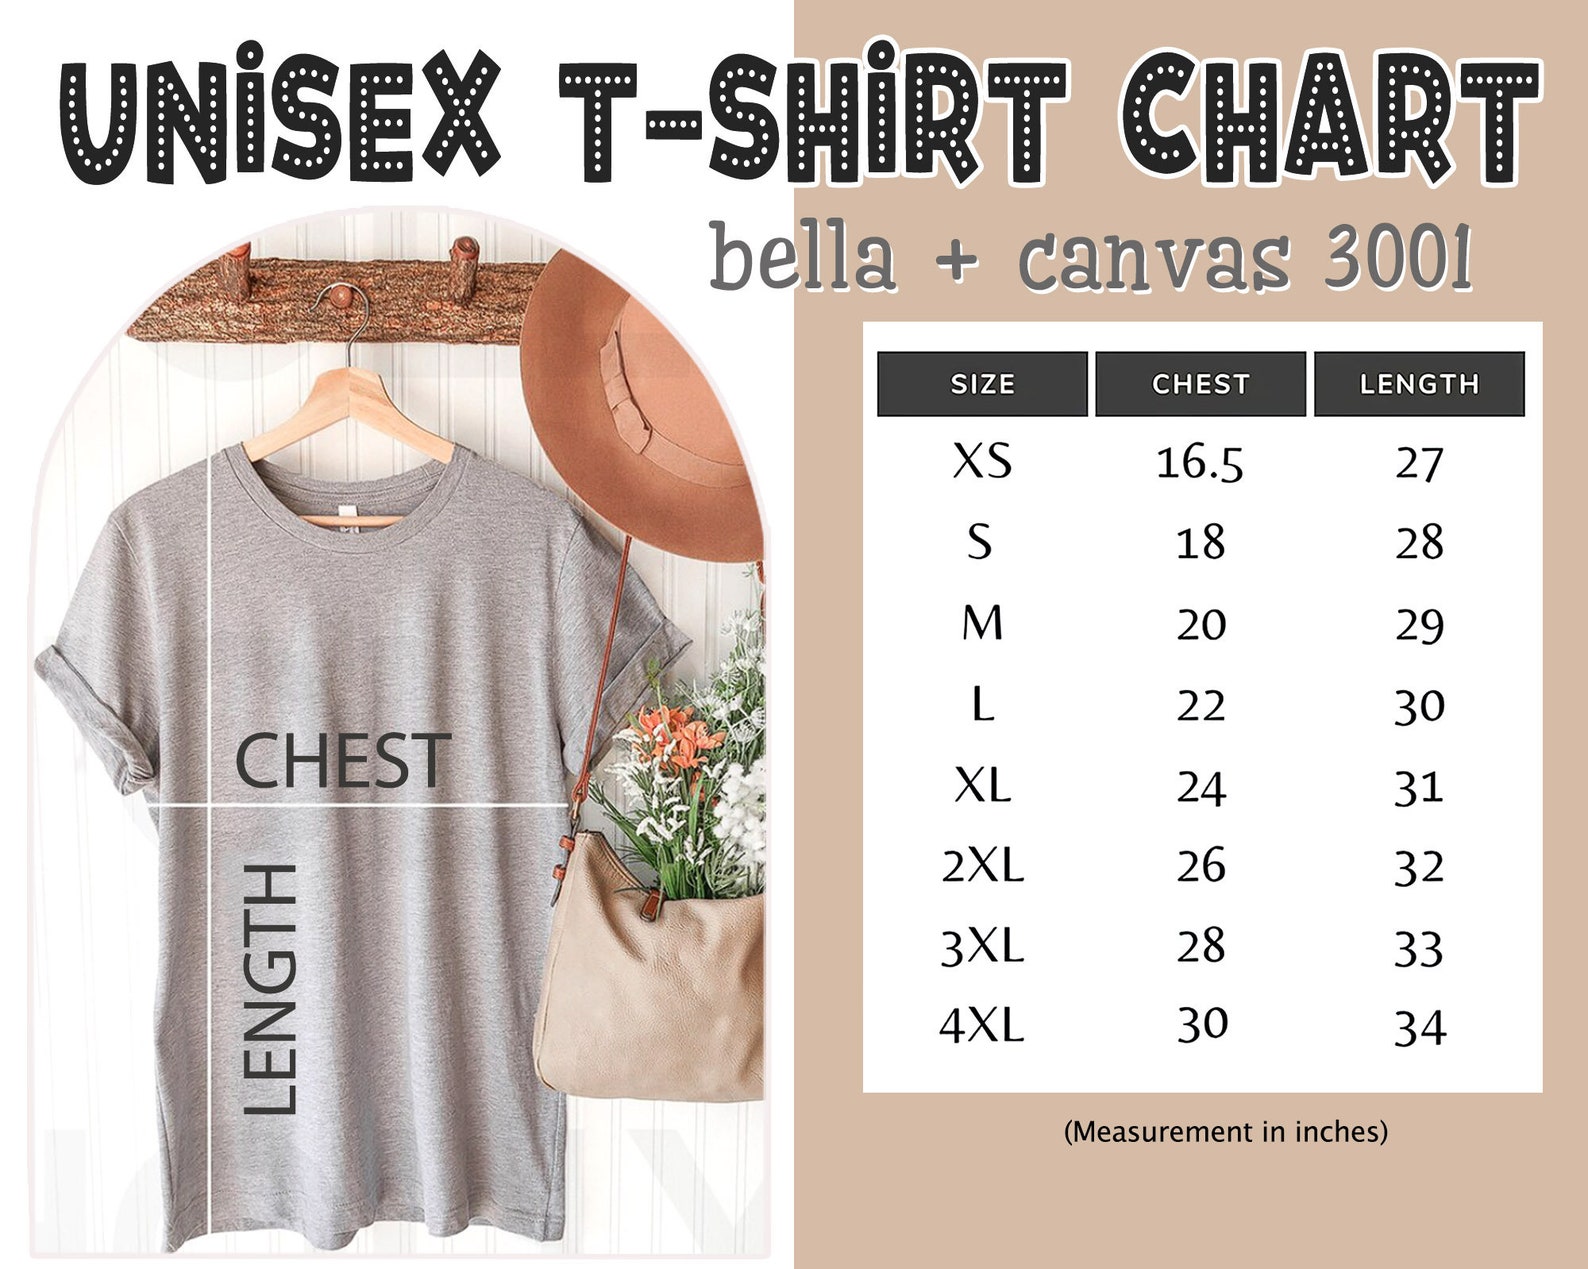 UNiSEX T-SHiRT CHART
bella + canvas 3001
CHEST
LENGTH
SIZE CHEST LENGTH
XS 16.5 27
S 18 28
M 20 29
L 22 30
XL 24 31
2XL 26 32
3XL 28 33
4XL 30 34
(Measurement in inches)